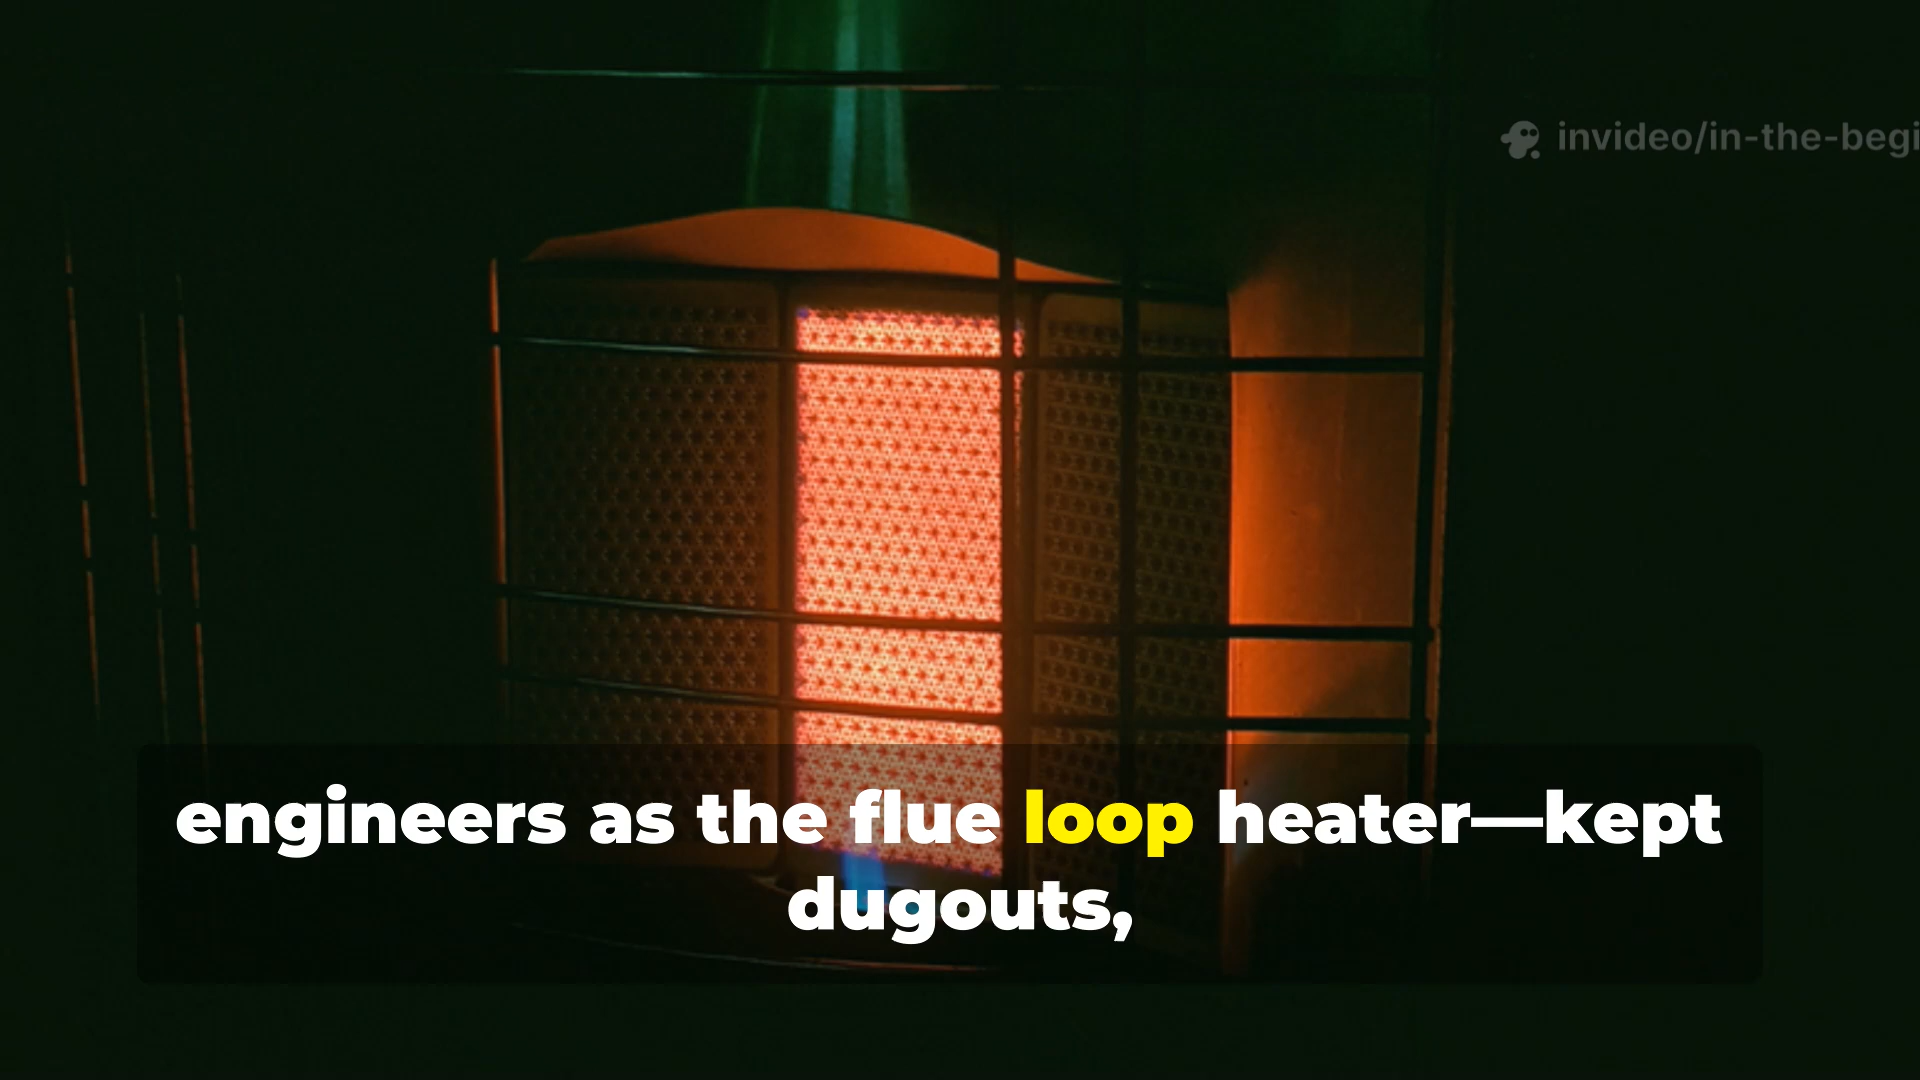 invideo/in-the-begi
engineers as the flue loop heater—kept
dugouts,